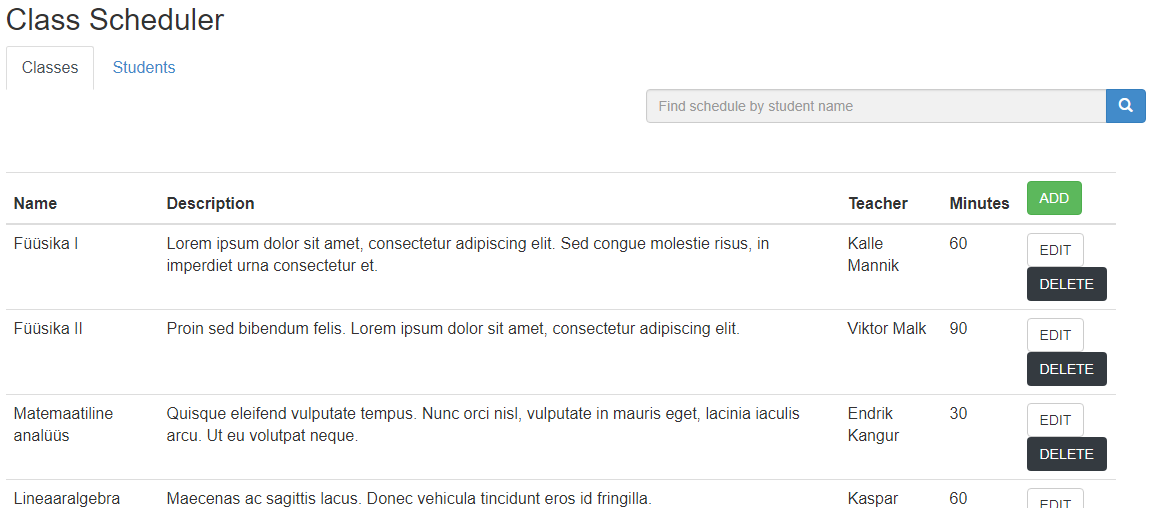 Class Scheduler
Classes Students
Find schedule by student name
Name Description Teacher Minutes ADD
Füüsika I Lorem ipsum dolor sit amet, consectetur adipiscing elit. Sed congue molestie risus, in Kalle 60 EDIT
imperdiet urna consectetur et. Mannik
DELETE
Füüsika II Proin sed bibendum felis. Lorem ipsum dolor sit amet, consectetur adipiscing elit. Viktor Malk 90 EDIT
DELETE
Matemaatiline Quisque eleifend vulputate tempus. Nunc orci nisl, vulputate in mauris eget, lacinia iaculis Endrik 30 EDIT
analüüs arcu. Ut eu volutpat neque. Kangur
DELETE
Lineaaralgebra Maecenas ac sagittis lacus. Donec vehicula tincidunt eros id fringilla. Kaspar 60 EDIT